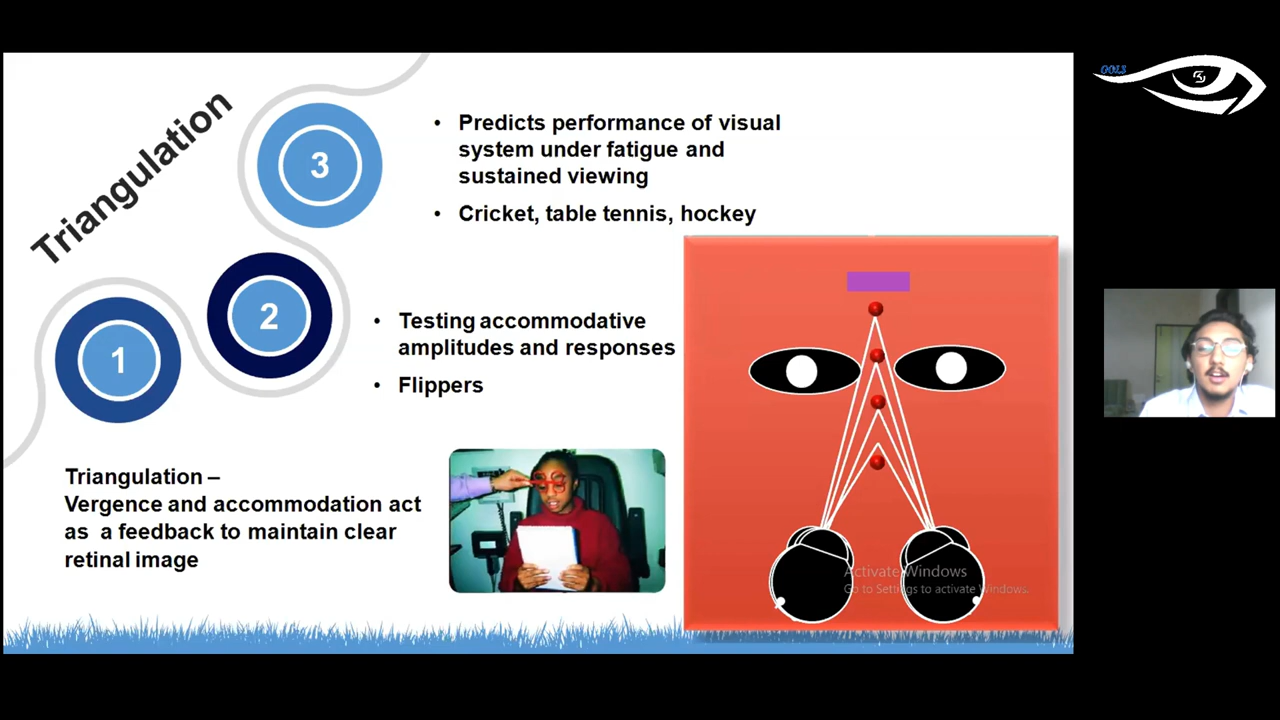 Triangulation
3
• Predicts performance of visual
system under fatigue and
sustained viewing
• Cricket, table tennis, hockey
2
• Testing accommodative
amplitudes and responses
• Flippers
1
Triangulation –
Vergence and accommodation act
as a feedback to maintain clear
retinal image
Activate Windows
Go to Settings to activate Windows.
GOLS